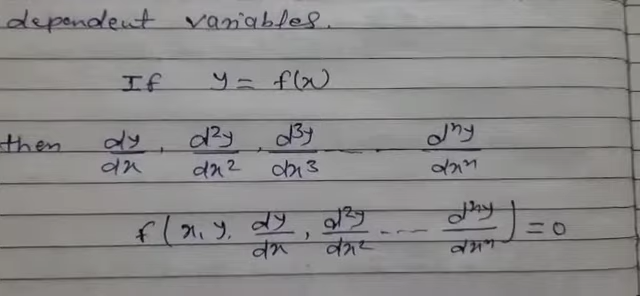 dependent variables.
If y = f(x)
then dy/dx, d²y/dx², d³y/dx³ - - - dⁿy/dxⁿ
f(x, y, dy/dx, d²y/dx² ---- dⁿy/dxⁿ) = 0